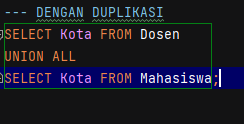 --- DENGAN DUPLIKASI
SELECT Kota FROM Dosen
UNION ALL
SELECT Kota FROM Mahasiswa;